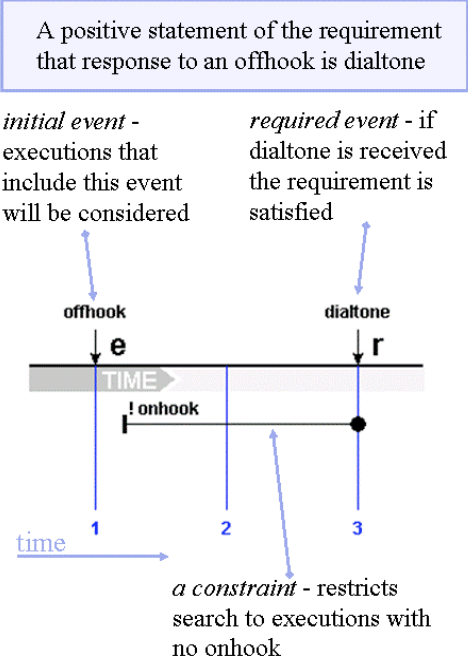 A positive statement of the requirement
that response to an offhook is dialtone
initial event -
executions that
include this event
will be considered
required event - if
dialtone is received
the requirement is
satisfied
offhook
dialtone
e
r
TIME
! onhook
1
2
3
time
a constraint - restricts
search to executions with
no onhook